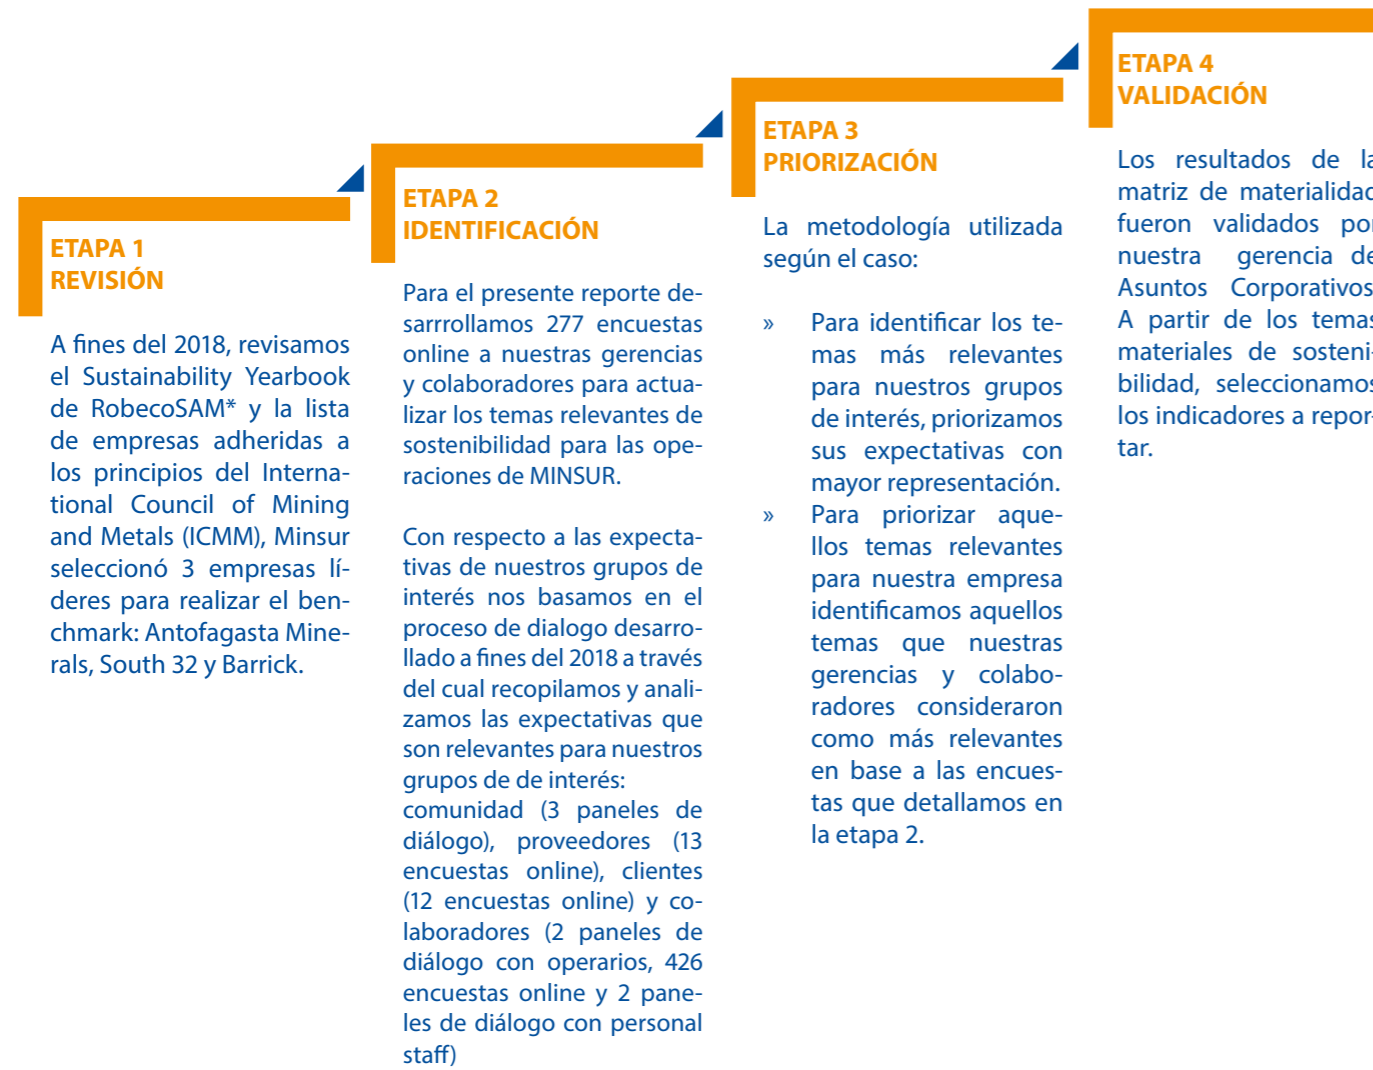 ETAPA 1
REVISIÓN
A fines del 2018, revisamos
el Sustainability Yearbook
de RobecoSAM* y la lista
de empresas adheridas a
los principios del Interna-
tional Council of Mining
and Metals (ICMM), Minsur
seleccionó 3 empresas lí-
deres para realizar el ben-
chmark: Antofagasta Mine-
rals, South 32 y Barrick.
ETAPA 2
IDENTIFICACIÓN
Para el presente reporte de-
sarrrollamos 277 encuestas
online a nuestras gerencias
y colaboradores para actua-
lizar los temas relevantes de
sostenibilidad para las ope-
raciones de MINSUR.
Con respecto a las expecta-
tivas de nuestros grupos de
interés nos basamos en el
proceso de dialogo desarro-
llado a fines del 2018 a través
del cual recopilamos y anali-
zamos las expectativas que
son relevantes para nuestros
grupos de de interés:
comunidad (3 paneles de
diálogo), proveedores (13
encuestas online), clientes
(12 encuestas online) y co-
laboradores (2 paneles de
diálogo con operarios, 426
encuestas online y 2 pane-
les de diálogo con personal
staff)
ETAPA 3
PRIORIZACIÓN
La metodología utilizada
según el caso:
» Para identificar los te-
mas más relevantes
para nuestros grupos
de interés, priorizamos
sus expectativas con
mayor representación.
» Para priorizar aque-
llos temas relevantes
para nuestra empresa
identificamos aquellos
temas que nuestras
gerencias y colabo-
radores consideraron
como más relevantes
en base a las encues-
tas que detallamos en
la etapa 2.
ETAPA 4
VALIDACIÓN
Los resultados de la
matriz de materialidad
fueron validados por
nuestra gerencia de
Asuntos Corporativos
A partir de los temas
materiales de sosteni-
bilidad, seleccionamos
los indicadores a repor-
tar.